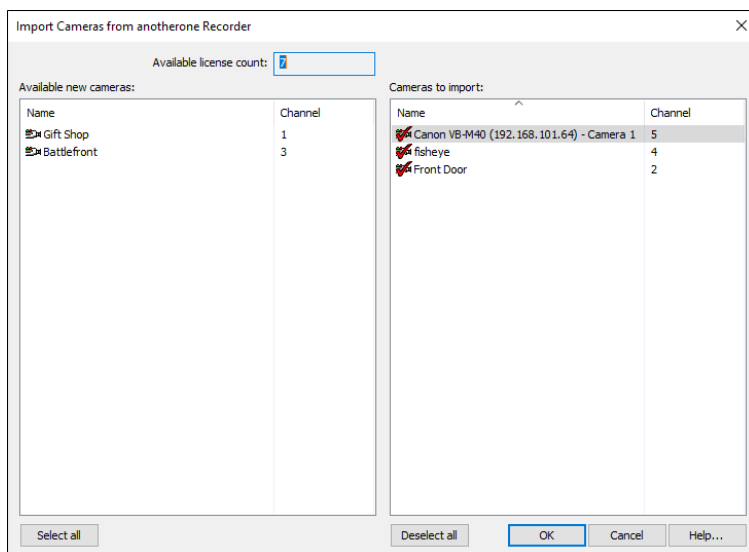 Import Cameras from anotherone Recorder
Available license count: 7
Available new cameras:
Name Channel
Gift Shop 1
Battlefront 3
Select all
Cameras to import:
Name Channel
Canon VB-M40 (192.168.101.64) - Camera 1 5
fisheye 4
Front Door 2
Deselect all OK Cancel Help...